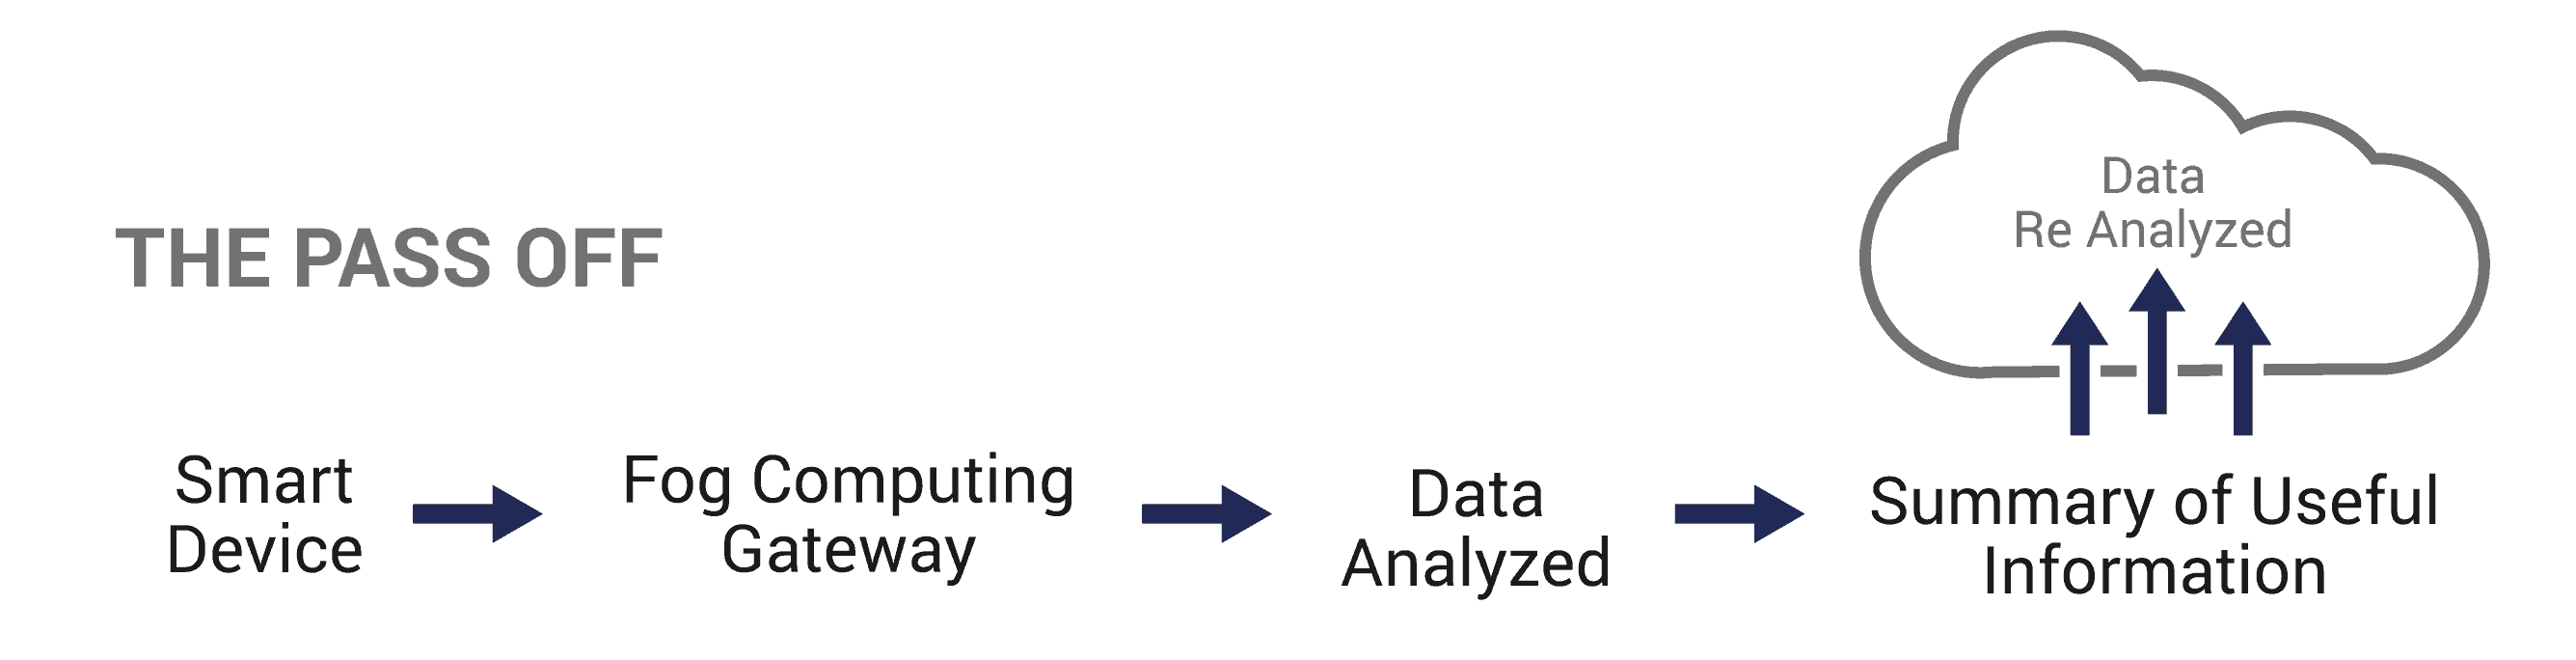 THE PASS OFF
Data
Re Analyzed
Smart
Device
Fog Computing
Gateway
Data
Analyzed
Summary of Useful
Information